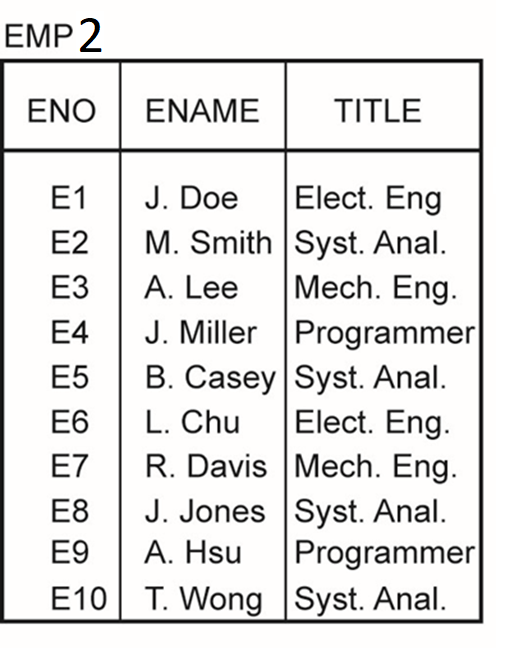 EMP 2
ENO ENAME TITLE
E1 J. Doe Elect. Eng
E2 M. Smith Syst. Anal.
E3 A. Lee Mech. Eng.
E4 J. Miller Programmer
E5 B. Casey Syst. Anal.
E6 L. Chu Elect. Eng.
E7 R. Davis Mech. Eng.
E8 J. Jones Syst. Anal.
E9 A. Hsu Programmer
E10 T. Wong Syst. Anal.